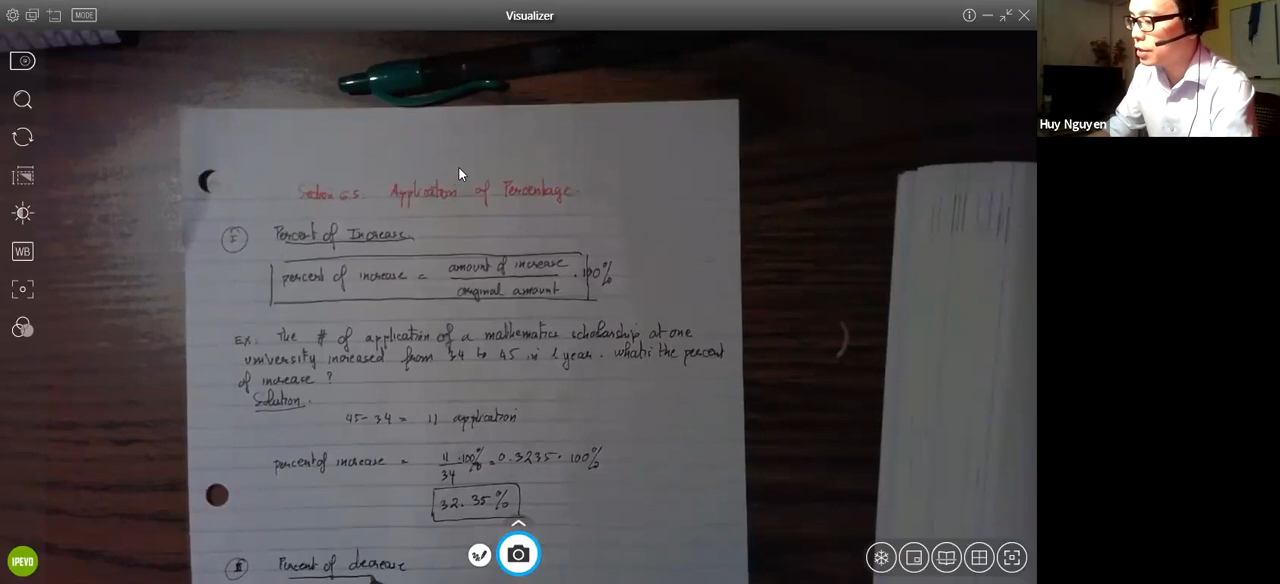 MODE
Visualizer
Huy Nguyen
WB
IPEVO
Section 6.5. Application of Percentage
I Percent of Increase
percent of increase = amount of increase / original amount · 100%
EX: The # of application of a mathematics scholarship at one
university increased from 34 to 45 in 1 year. what's the percent
of increase ?
Solution.
45-34 = 11 application
percent of increase = 11/34 · 100% = 0.3235 · 100%
32.35%
II Percent of decrease